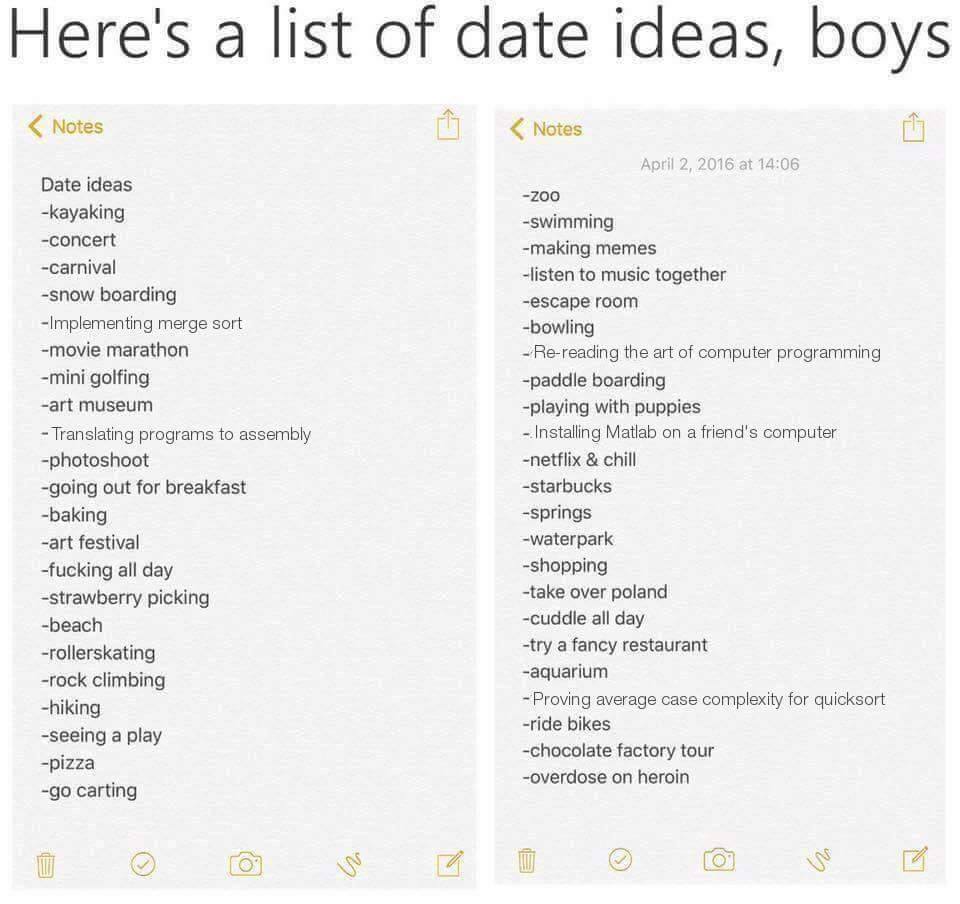 Here's a list of date ideas, boys
Notes
Date ideas
-kayaking
-concert
-carnival
-snow boarding
-Implementing merge sort
-movie marathon
-mini golfing
-art museum
- Translating programs to assembly
-photoshoot
-going out for breakfast
-baking
-art festival
-fucking all day
-strawberry picking
-beach
-rollerskating
-rock climbing
-hiking
-seeing a play
-pizza
-go carting
Notes
April 2, 2016 at 14:06
-zoo
-swimming
-making memes
-listen to music together
-escape room
-bowling
-Re-reading the art of computer programming
-paddle boarding
-playing with puppies
- Installing Matlab on a friend's computer
-netflix & chill
-starbucks
-springs
-waterpark
-shopping
-take over poland
-cuddle all day
-try a fancy restaurant
-aquarium
-Proving average case complexity for quicksort
-ride bikes
-chocolate factory tour
-overdose on heroin